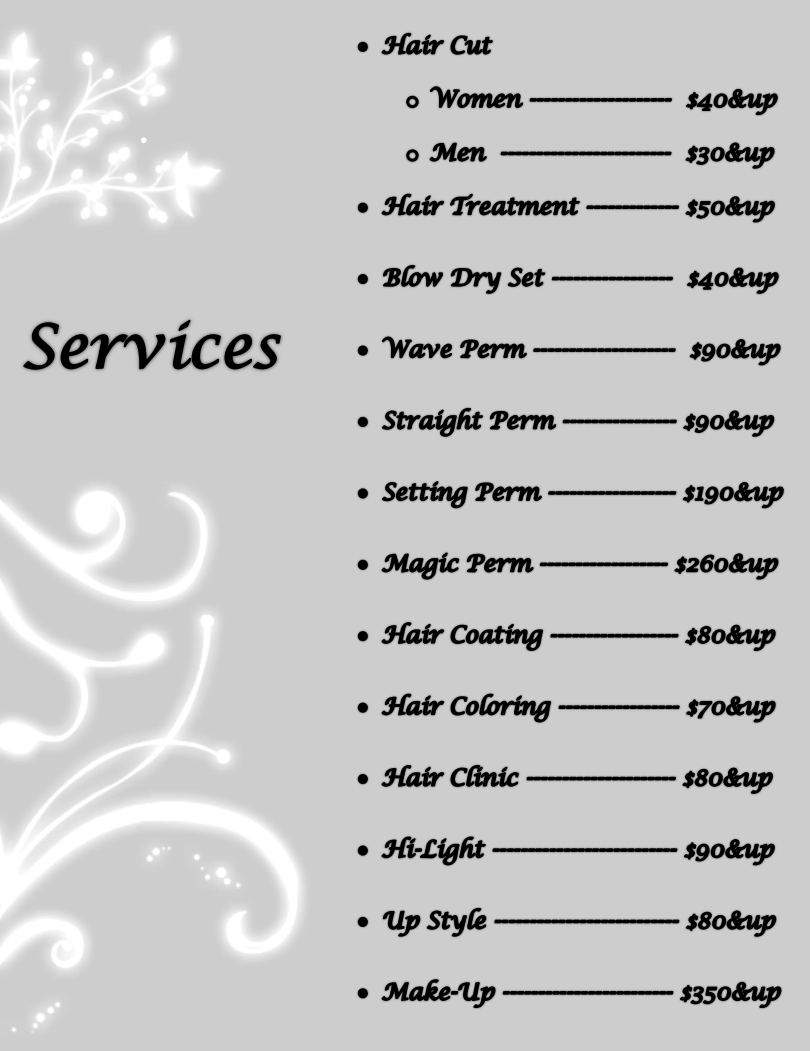 Services
• Hair Cut
o Women -------------------- $40&up
o Men ------------------------ $30&up
• Hair Treatment ------------- $50&up
• Blow Dry Set ----------------- $40&up
• Wave Perm -------------------- $90&up
• Straight Perm ---------------- $90&up
• Setting Perm ------------------ $190&up
• Magic Perm ------------------ $260&up
• Hair Coating ------------------ $80&up
• Hair Coloring ----------------- $70&up
• Hair Clinic --------------------- $80&up
• Hi-Light -------------------------- $90&up
• Up Style -------------------------- $80&up
• Make-Up ------------------------ $350&up